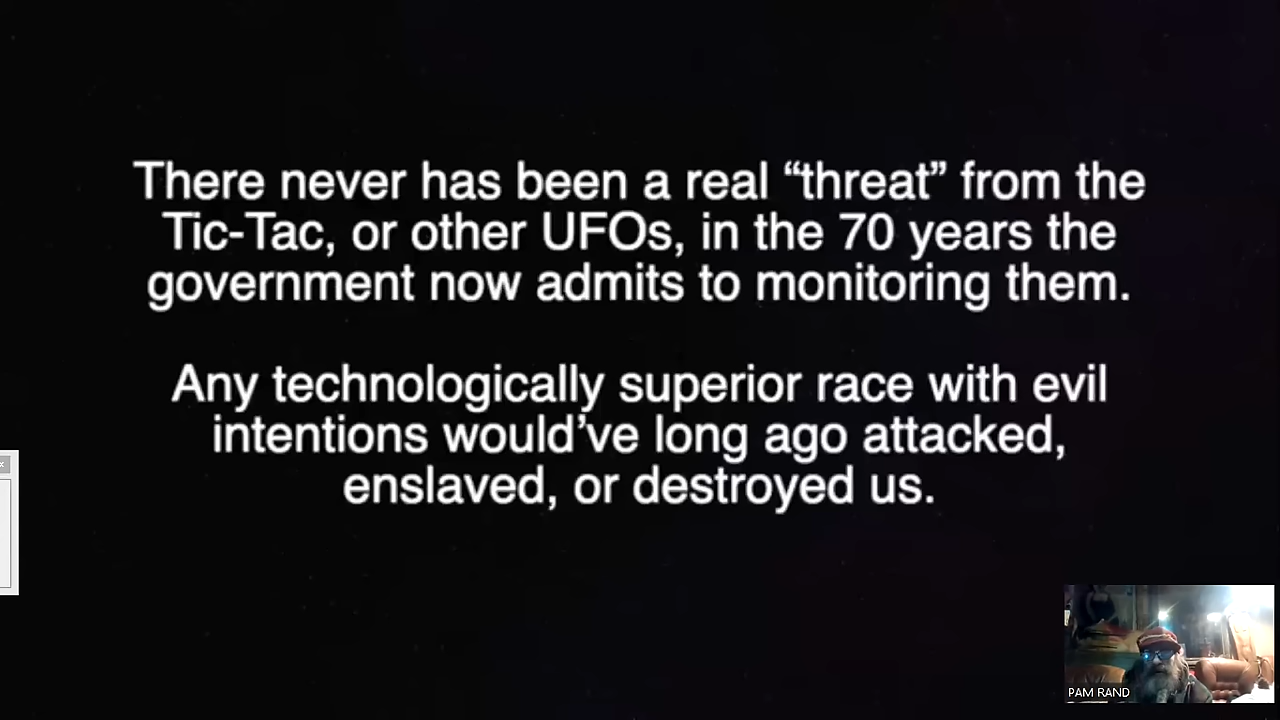 There never has been a real “threat” from the
Tic-Tac, or other UFOs, in the 70 years the
government now admits to monitoring them.
Any technologically superior race with evil
intentions would’ve long ago attacked,
enslaved, or destroyed us.
PAM RAND